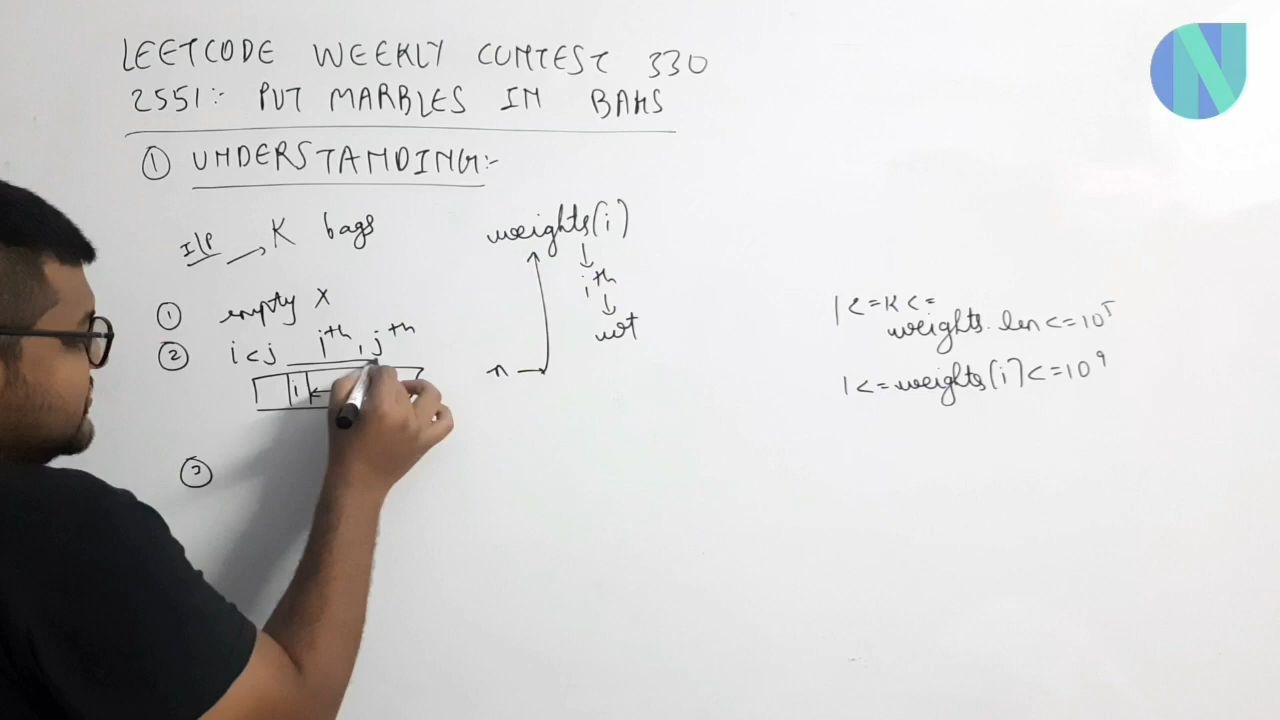 LEETCODE WEEKLY CONTEST 330
2551:- PUT MARBLES IN BAGS
① UNDERSTANDING:-
I/P → K bags
weights(i)
↓
ith
↓
wt
n →
① empty X
② i<j ith, jth
i
③
1<=K<=
weights.len<=10^5
1<=weights(i)<=10^9